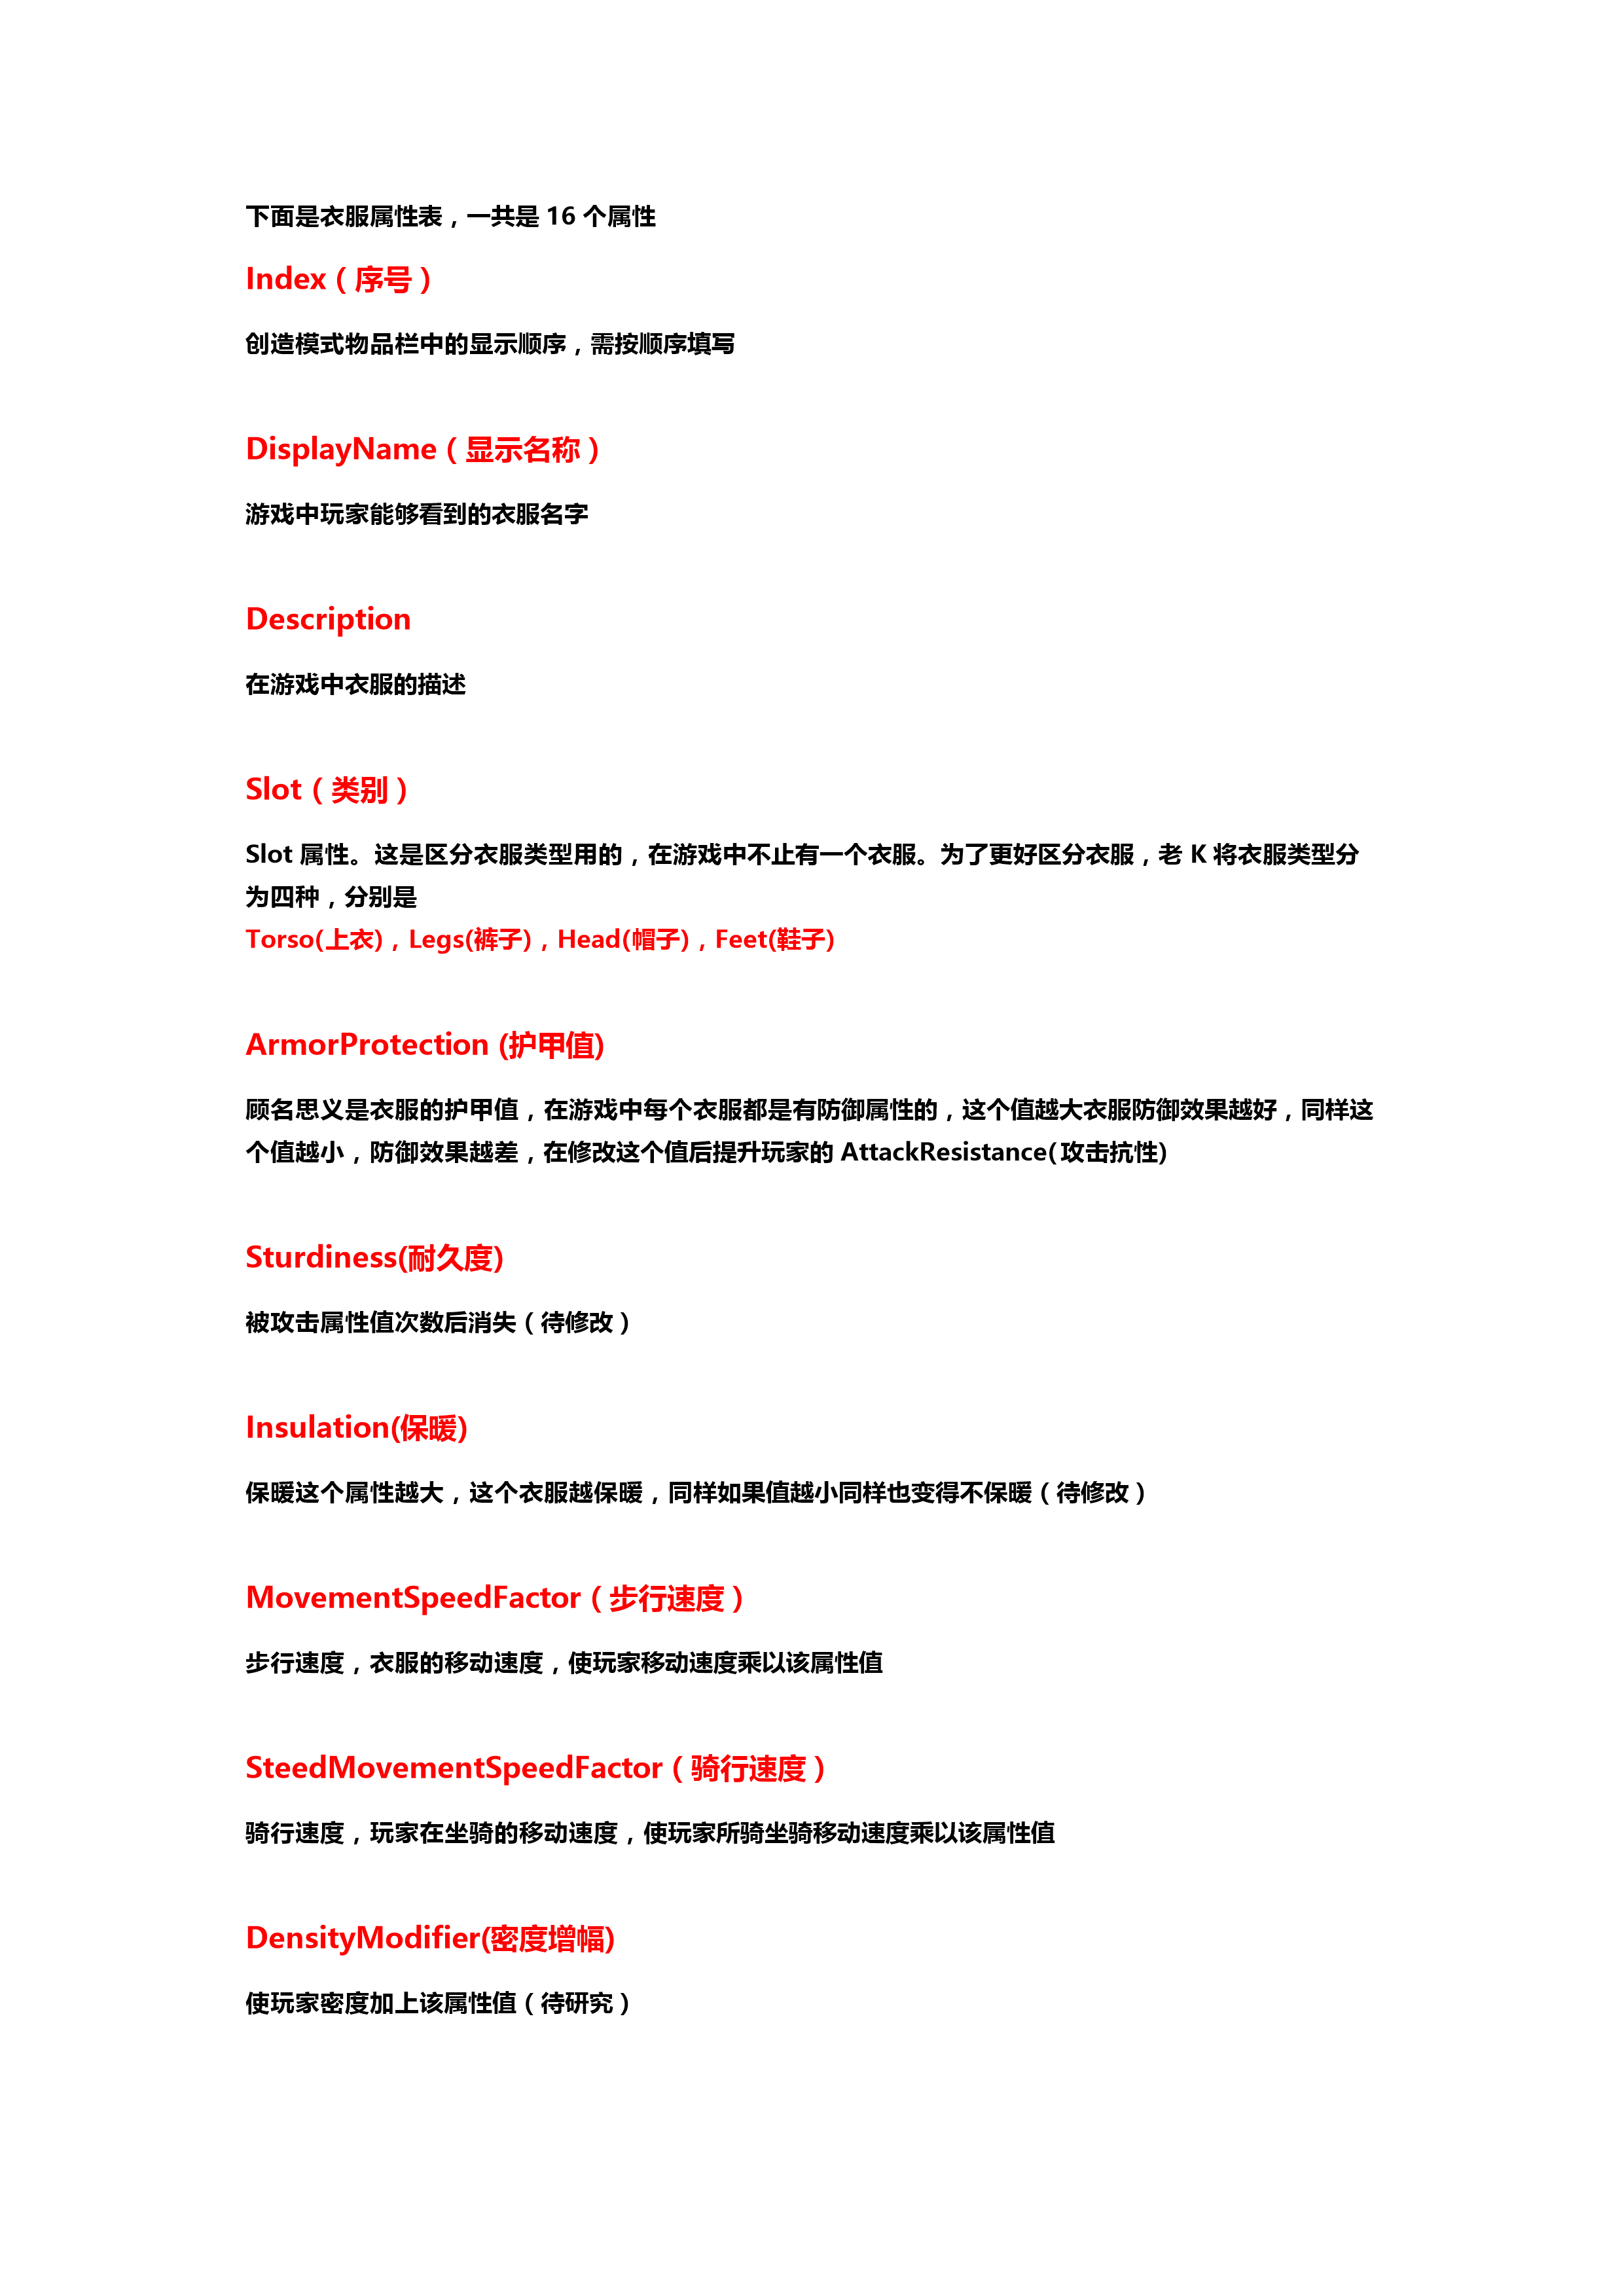 下面是衣服属性表，一共是 16 个属性
Index（序号）
创造模式物品栏中的显示顺序，需按顺序填写
DisplayName（显示名称）
游戏中玩家能够看到的衣服名字
Description
在游戏中衣服的描述
Slot（类别）
Slot 属性。这是区分衣服类型用的，在游戏中不止有一个衣服。为了更好区分衣服，老 K 将衣服类型分
为四种，分别是
Torso(上衣)，Legs(裤子)，Head(帽子)，Feet(鞋子)
ArmorProtection (护甲值)
顾名思义是衣服的护甲值，在游戏中每个衣服都是有防御属性的，这个值越大衣服防御效果越好，同样这
个值越小，防御效果越差，在修改这个值后提升玩家的 AttackResistance(攻击抗性)
Sturdiness(耐久度)
被攻击属性值次数后消失（待修改）
Insulation(保暖)
保暖这个属性越大，这个衣服越保暖，同样如果值越小同样也变得不保暖（待修改）
MovementSpeedFactor（步行速度）
步行速度，衣服的移动速度，使玩家移动速度乘以该属性值
SteedMovementSpeedFactor（骑行速度）
骑行速度，玩家在坐骑的移动速度，使玩家所骑坐骑移动速度乘以该属性值
DensityModifier(密度增幅)
使玩家密度加上该属性值（待研究）